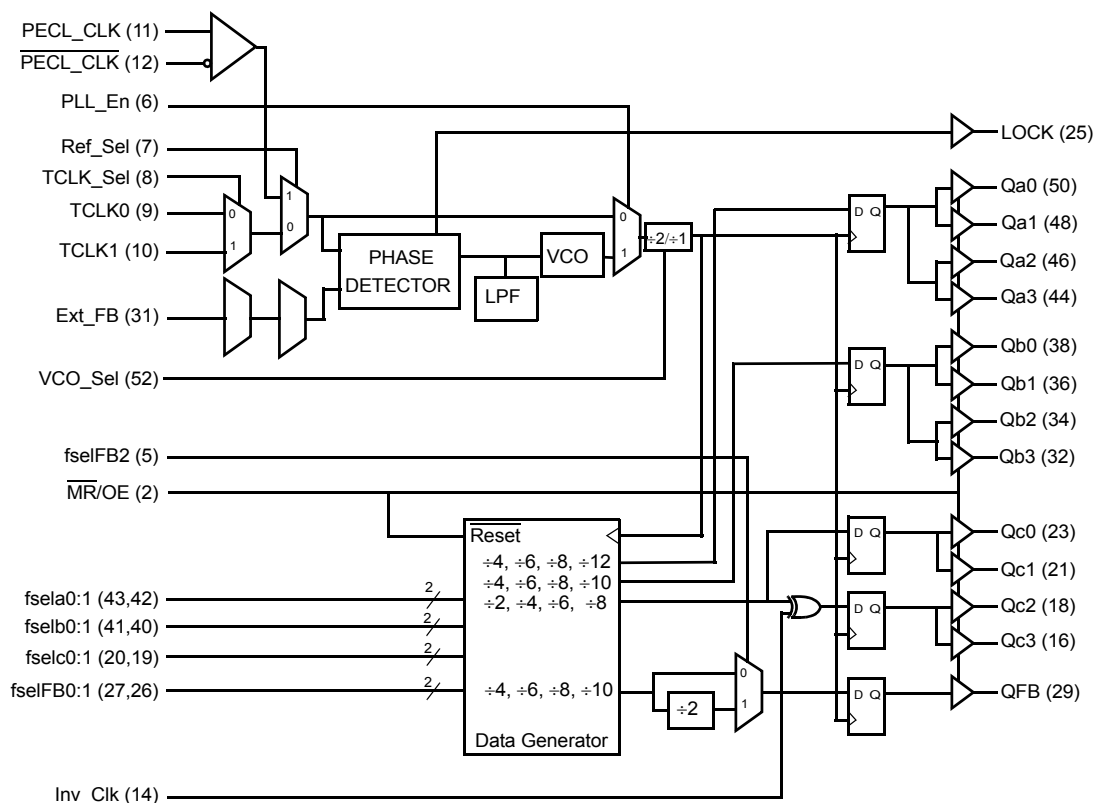 PECL_CLK (11)
PECL_CLK (12)
PLL_En (6)
Ref_Sel (7)
TCLK_Sel (8)
TCLK0 (9)
TCLK1 (10)
Ext_FB (31)
VCO_Sel (52)
fselFB2 (5)
MR/OE (2)
fsela0:1 (43,42)
fselb0:1 (41,40)
fselc0:1 (20,19)
fselFB0:1 (27,26)
Inv_Clk (14)
0
1
1
0
PHASE
DETECTOR
LPF
VCO
0
1
÷2/÷1
2
2
2
2
Reset
÷4, ÷6, ÷8, ÷12
÷4, ÷6, ÷8, ÷10
÷2, ÷4, ÷6, ÷8
÷4, ÷6, ÷8, ÷10
Data Generator
÷2
0
1
D Q
D Q
D Q
D Q
D Q
LOCK (25)
Qa0 (50)
Qa1 (48)
Qa2 (46)
Qa3 (44)
Qb0 (38)
Qb1 (36)
Qb2 (34)
Qb3 (32)
Qc0 (23)
Qc1 (21)
Qc2 (18)
Qc3 (16)
QFB (29)